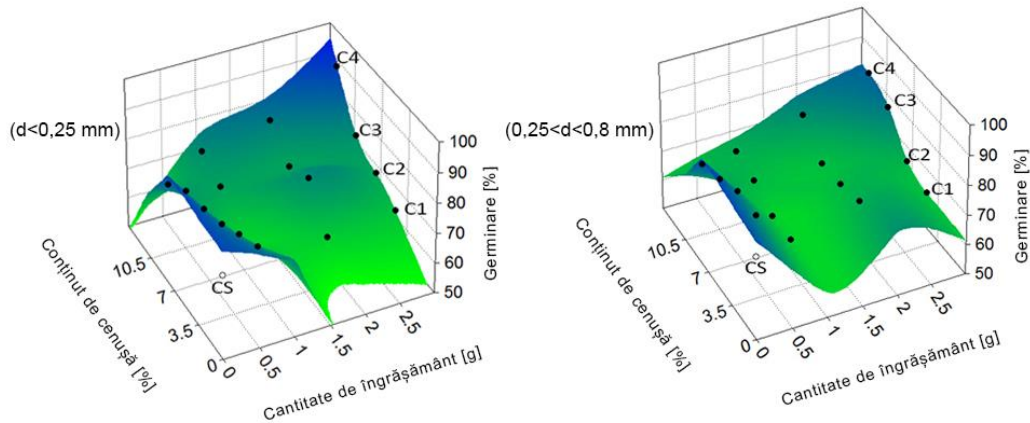 (d<0,25 mm)
C4
C3
C2
C1
CS
100
90
80
70
60
50
Germinare [%]
10.5
7
3.5
0
Conținut de cenușă [%]
0
0.5
1
1.5
2
2.5
Cantitate de îngrășământ [g]
(0,25<d<0,8 mm)
C4
C3
C2
C1
CS
100
90
80
70
60
50
Germinare [%]
10.5
7
3.5
0
Conținut de cenușă [%]
0
0.5
1
1.5
2
2.5
Cantitate de îngrășământ [g]